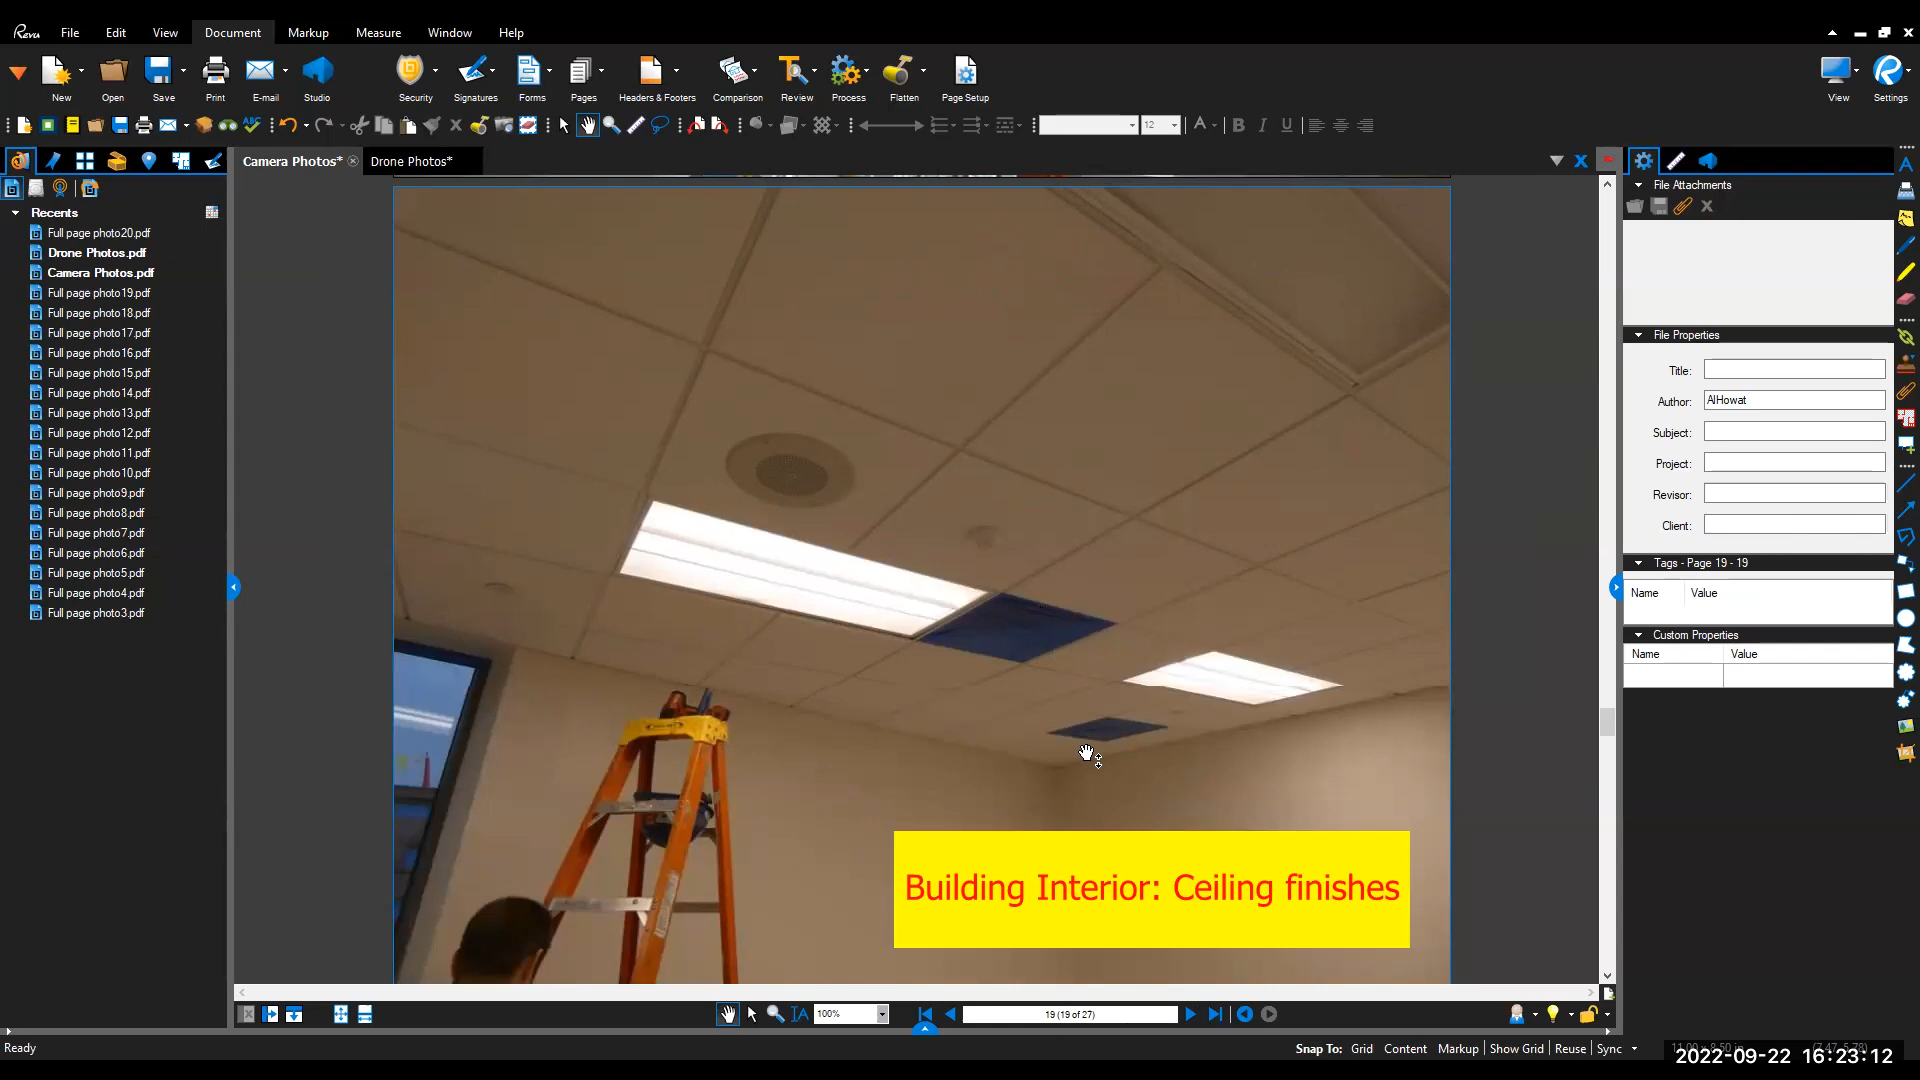 Revu File Edit View Document Markup Measure Window Help
New Open Save Print E-mail Studio Security Signatures Forms Pages Headers & Footers Comparison Review Process Flatten Page Setup View Settings
12
Camera Photos* Drone Photos*
Recents
Full page photo20.pdf
Drone Photos.pdf
Camera Photos.pdf
Full page photo19.pdf
Full page photo18.pdf
Full page photo17.pdf
Full page photo16.pdf
Full page photo15.pdf
Full page photo14.pdf
Full page photo13.pdf
Full page photo12.pdf
Full page photo11.pdf
Full page photo10.pdf
Full page photo9.pdf
Full page photo8.pdf
Full page photo7.pdf
Full page photo6.pdf
Full page photo5.pdf
Full page photo4.pdf
Full page photo3.pdf
Building Interior: Ceiling finishes
File Attachments
File Properties
Title:
Author: AlHowat
Subject:
Project:
Revisor:
Client:
Tags - Page 19 - 19
Name Value
Custom Properties
Name Value
100% 19 (19 of 27)
Ready
Snap To: Grid Content Markup Show Grid Reuse Sync
2022-09-22 16:23:12